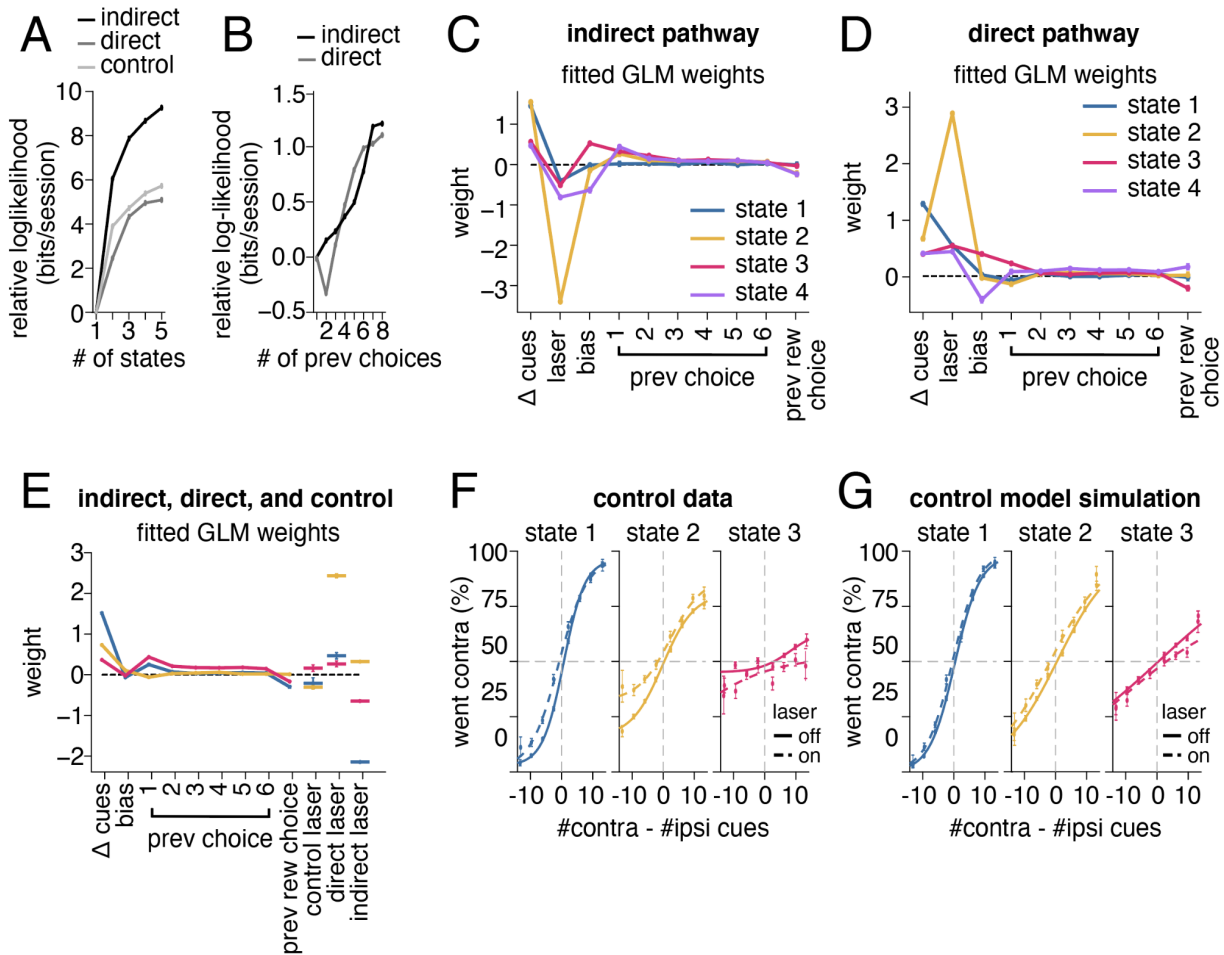 A
indirect
direct
control
relative loglikelihood
(bits/session)
10
8
6
4
2
0
1
3
5
# of states
B
indirect
direct
relative log-likelihood
(bits/session)
1.5
1.0
0.5
0.0
−0.5
2
4
6
8
# of prev choices
C
indirect pathway
fitted GLM weights
weight
1
0
−1
−2
−3
state 1
state 2
state 3
state 4
Δ cues
laser
bias
1
2
3
4
5
6
prev choice
prev rew
choice
D
direct pathway
fitted GLM weights
weight
3
2
1
0
state 1
state 2
state 3
state 4
Δ cues
laser
bias
1
2
3
4
5
6
prev choice
prev rew
choice
E
indirect, direct, and control
fitted GLM weights
weight
3
2
1
0
−1
−2
Δ cues
bias
1
2
3
4
5
6
prev choice
prev rew choice
control laser
direct laser
indirect laser
F
control data
state 1
state 2
state 3
went contra (%)
100
75
50
25
0
laser
off
on
-10 0 10
-10 0 10
-10 0 10
#contra - #ipsi cues
G
control model simulation
state 1
state 2
state 3
went contra (%)
100
75
50
25
0
laser
off
on
-10 0 10
-10 0 10
-10 0 10
#contra - #ipsi cues